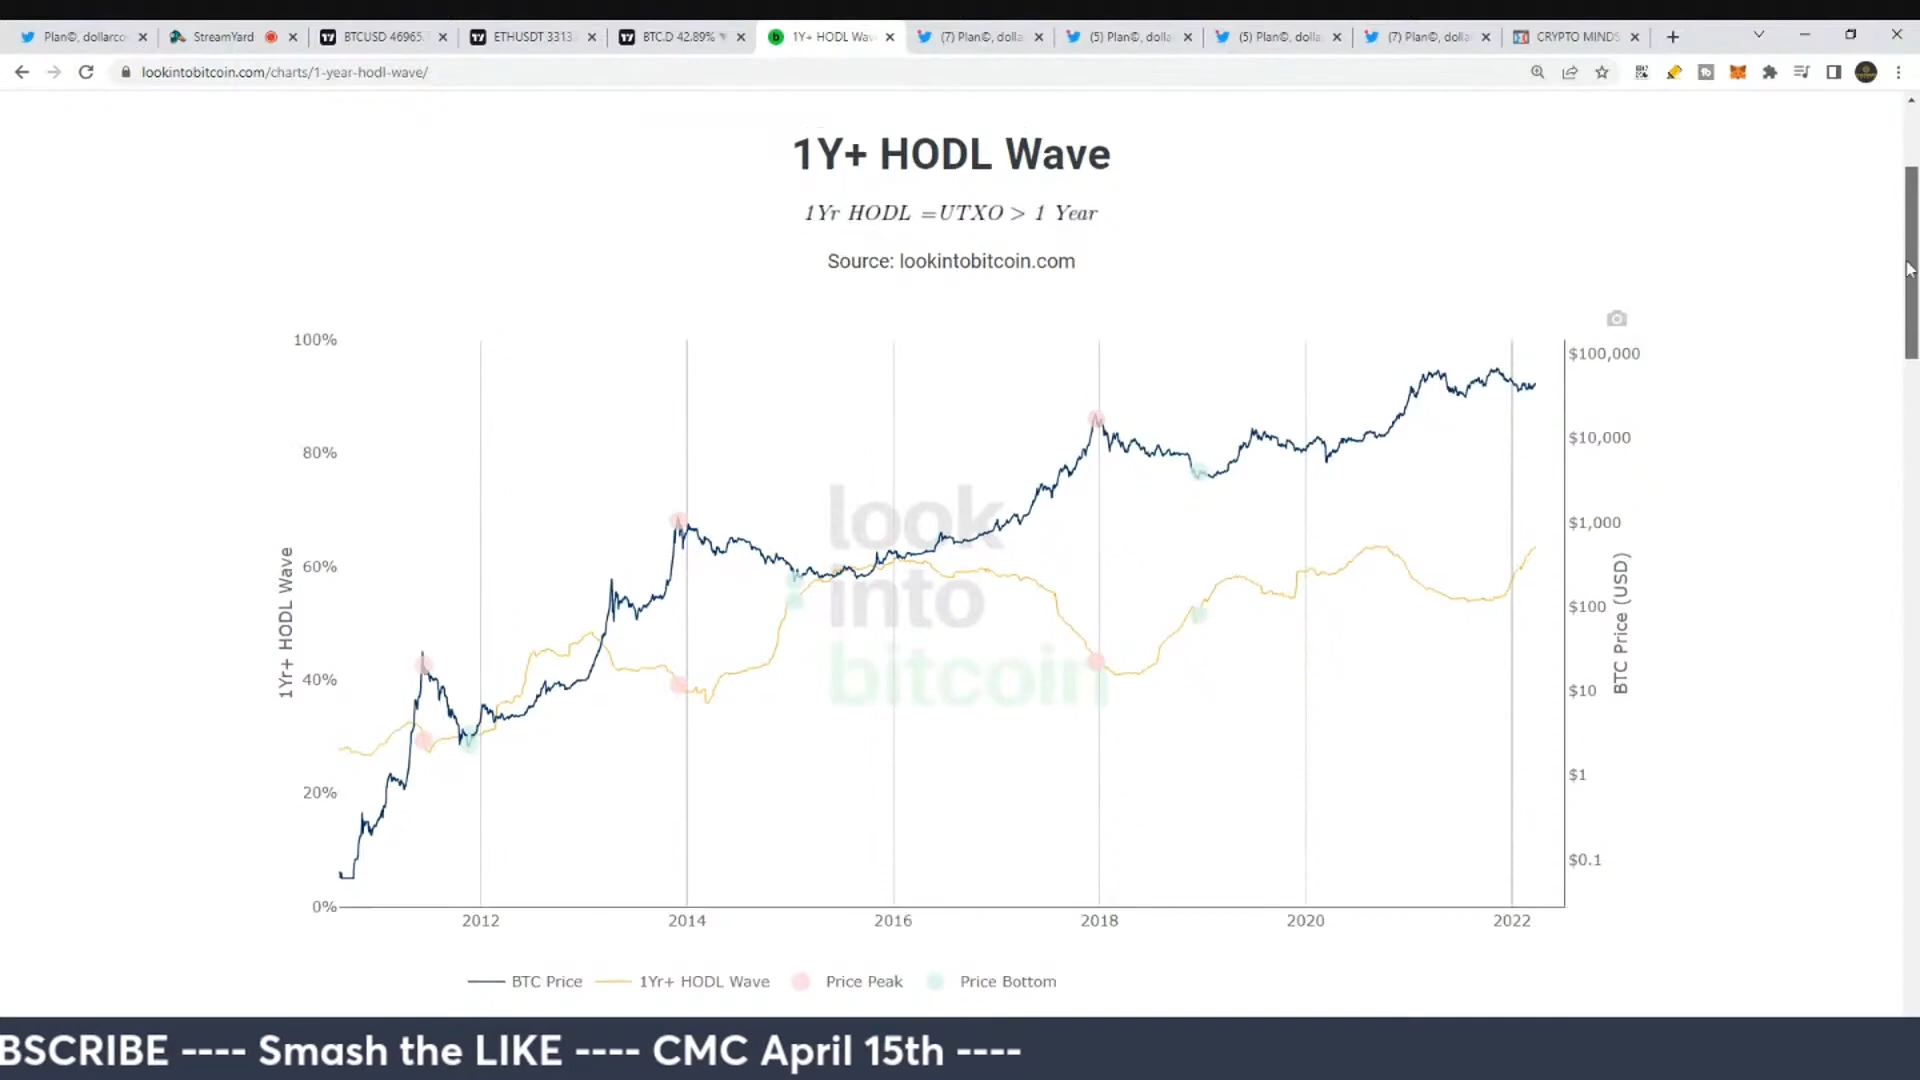 Plan©, dollarco
StreamYard
BTCUSD 46965
ETHUSDT 3313
BTC.D 42.89%
1Y+ HODL Wav
(7) Plan©, dolla
(5) Plan©, dolla
(5) Plan©, dolla
(7) Plan©, dolla
CRYPTO MINDS
lookintobitcoin.com/charts/1-year-hodl-wave/
1Y+ HODL Wave
1Yr HODL =UTXO > 1 Year
Source: lookintobitcoin.com
100%
80%
60%
40%
20%
0%
1Yr+ HODL Wave
look
into
bitcoin
$100,000
$10,000
$1,000
$100
$10
$1
$0.1
BTC Price (USD)
2012
2014
2016
2018
2020
2022
BTC Price
1Yr+ HODL Wave
Price Peak
Price Bottom
BSCRIBE ---- Smash the LIKE ---- CMC April 15th ----